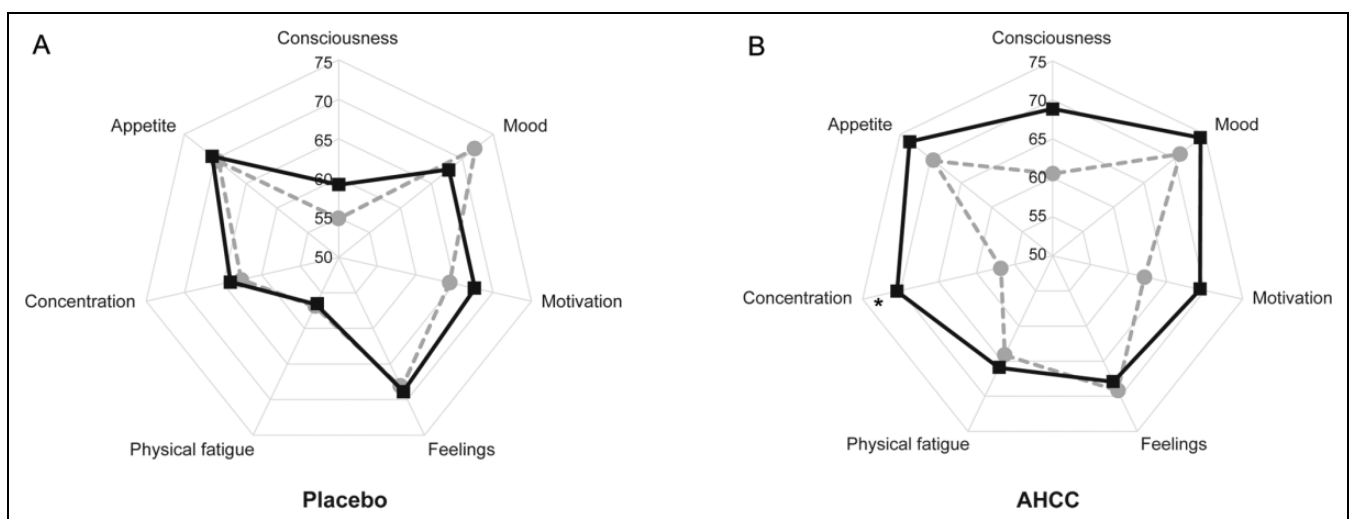 A
Consciousness
75
70
65
60
55
50
Appetite
Mood
Concentration
Motivation
Physical fatigue
Feelings
Placebo
B
Consciousness
75
70
65
60
55
50
Appetite
Mood
Concentration
*
Motivation
Physical fatigue
Feelings
AHCC